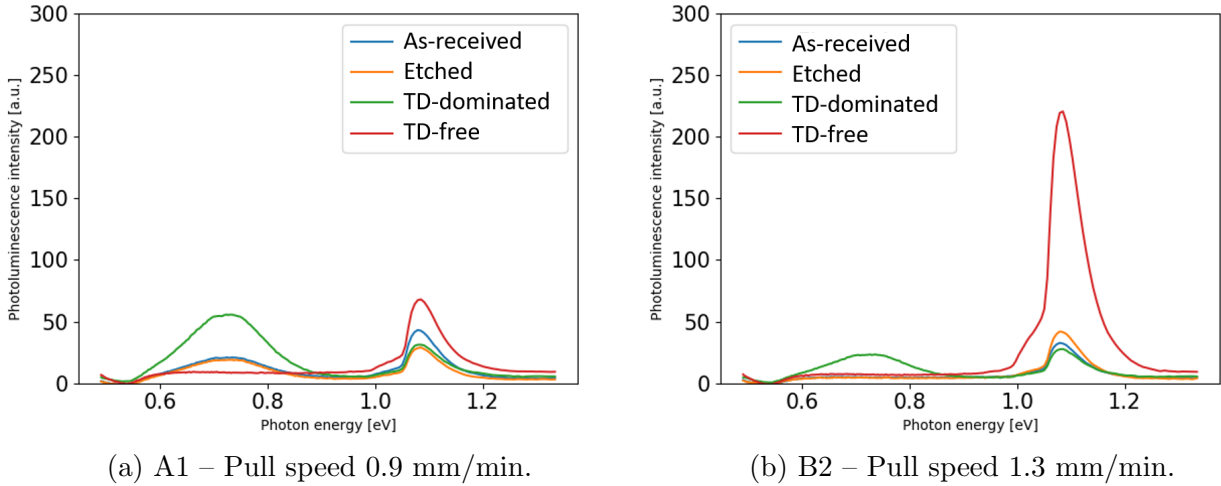 300
250
200
150
100
50
0
Photoluminescence intensity [a.u.]
As-received
Etched
TD-dominated
TD-free
0.6 0.8 1.0 1.2
Photon energy [eV]
(a) A1 – Pull speed 0.9 mm/min.
300
250
200
150
100
50
0
Photoluminescence intensity [a.u.]
As-received
Etched
TD-dominated
TD-free
0.6 0.8 1.0 1.2
Photon energy [eV]
(b) B2 – Pull speed 1.3 mm/min.